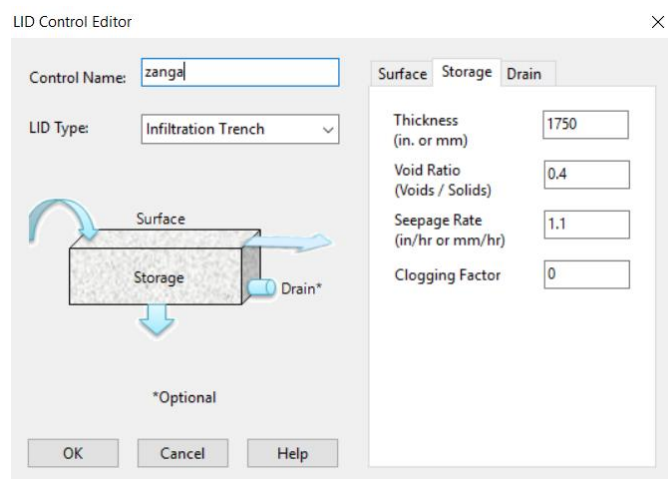 LID Control Editor
Control Name: zanga
LID Type: Infiltration Trench
Surface
Storage
Drain*
*Optional
OK Cancel Help
Surface Storage Drain
Thickness
(in. or mm) 1750
Void Ratio
(Voids / Solids) 0.4
Seepage Rate
(in/hr or mm/hr) 1.1
Clogging Factor 0